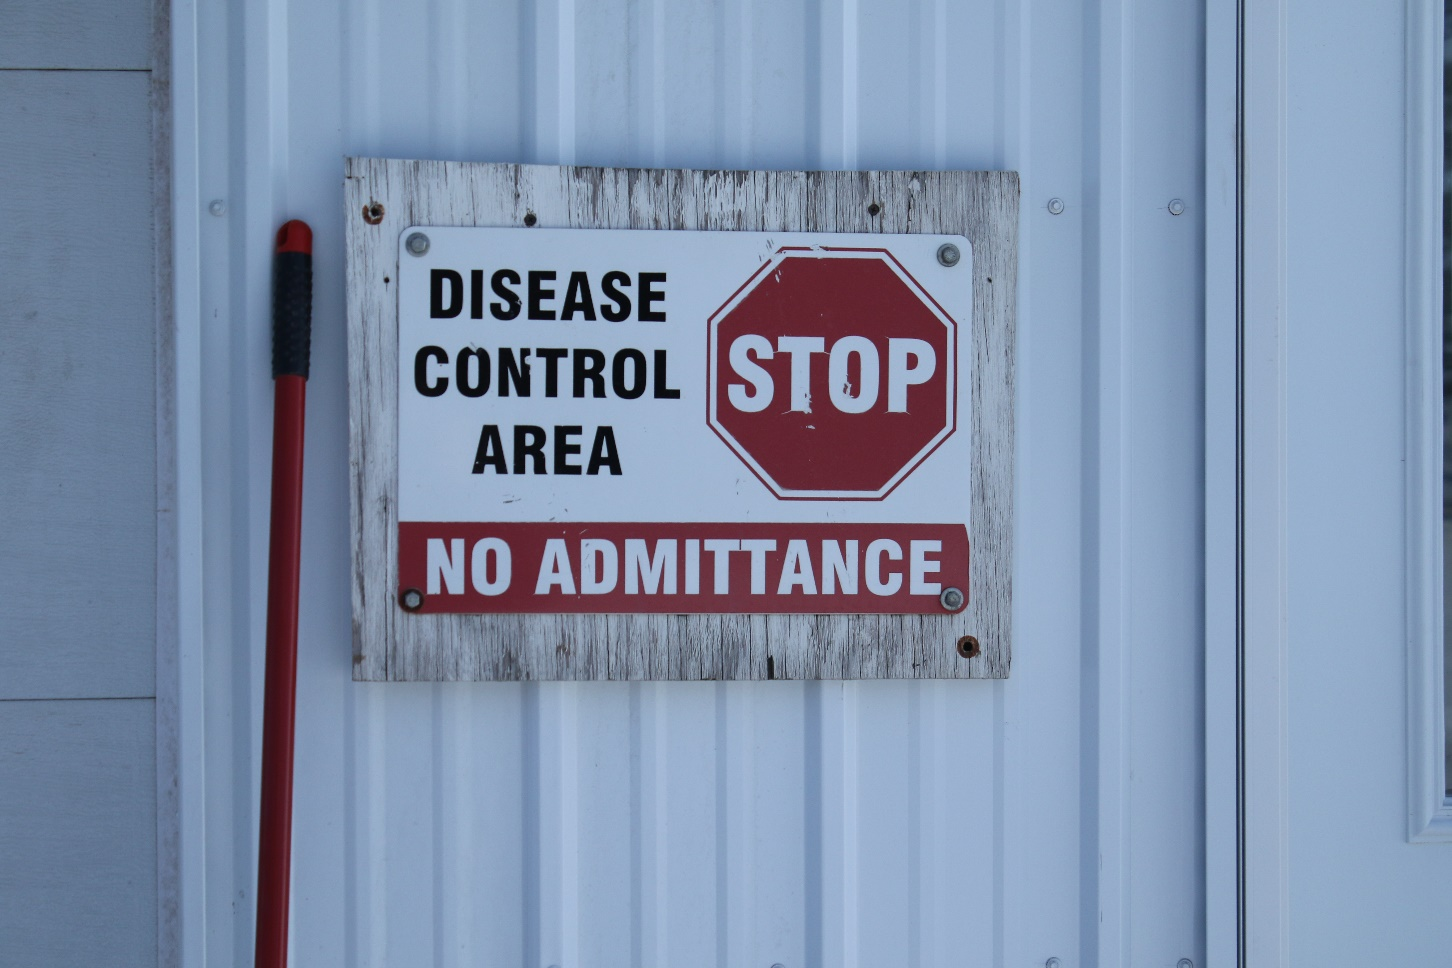 DISEASE
CONTROL
AREA
STOP
NO ADMITTANCE